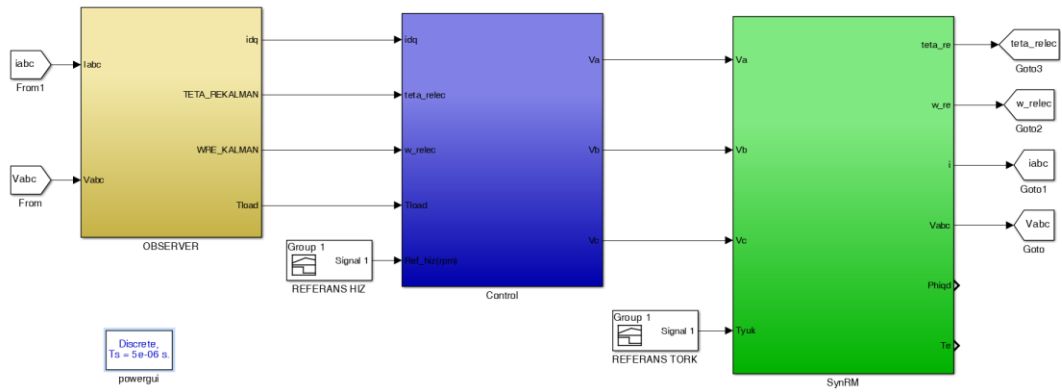 iabc
From1
Vabc
From
Iabc
Vabc
idq
TETA_REKALMAN
WRE_KALMAN
Tload
OBSERVER
Group 1
Signal 1
REFERANS HIZ
Discrete,
Ts = 5e-06 s.
powergui
idq
teta_relec
w_relec
Tload
Ref_hiz(rpm)
Va
Vb
Vc
Control
Group 1
Signal 1
REFERANS TORK
Va
Vb
Vc
Tyuk
teta_re
w_re
i
Vabc
Phiqd
Te
SynRM
teta_relec
Goto3
w_relec
Goto2
iabc
Goto1
Vabc
Goto